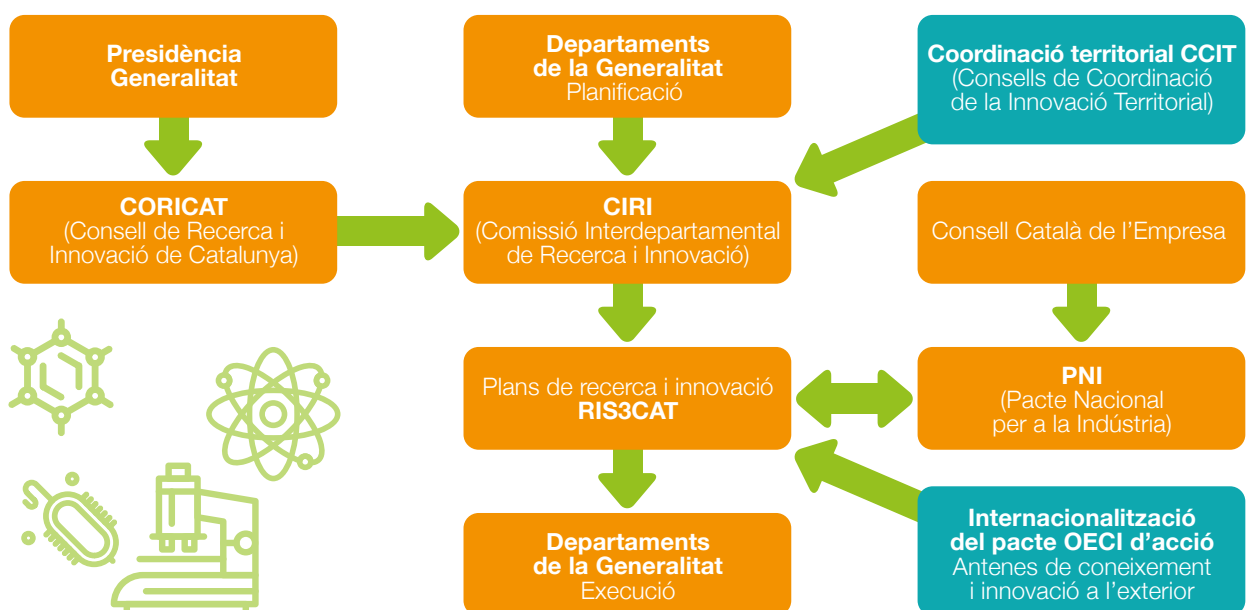 Presidència
Generalitat
Departaments
de la Generalitat
Planificació
Coordinació territorial CCIT
(Consells de Coordinació
de la Innovació Territorial)
CORICAT
(Consell de Recerca i
Innovació de Catalunya)
CIRI
(Comissió Interdepartamental
de Recerca i Innovació)
Consell Català de l’Empresa
Plans de recerca i innovació
RIS3CAT
PNI
(Pacte Nacional
per a la Indústria)
Departaments
de la Generalitat
Execució
Internacionalització
del pacte OECI d’acció
Antenes de coneixement
i innovació a l’exterior